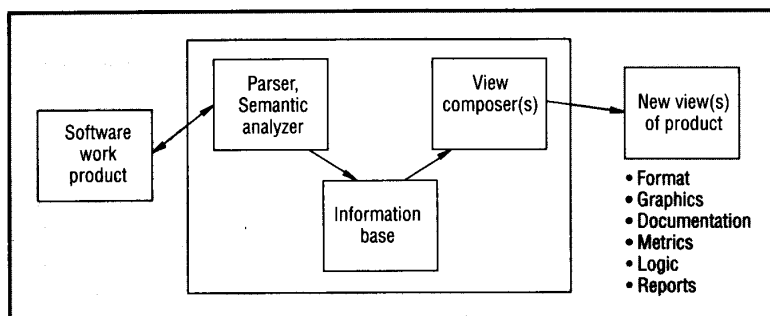 Software
work
product
Parser,
Semantic
analyzer
Information
base
View
composer(s)
New view(s)
of product
• Format
• Graphics
• Documentation
• Metrics
• Logic
• Reports